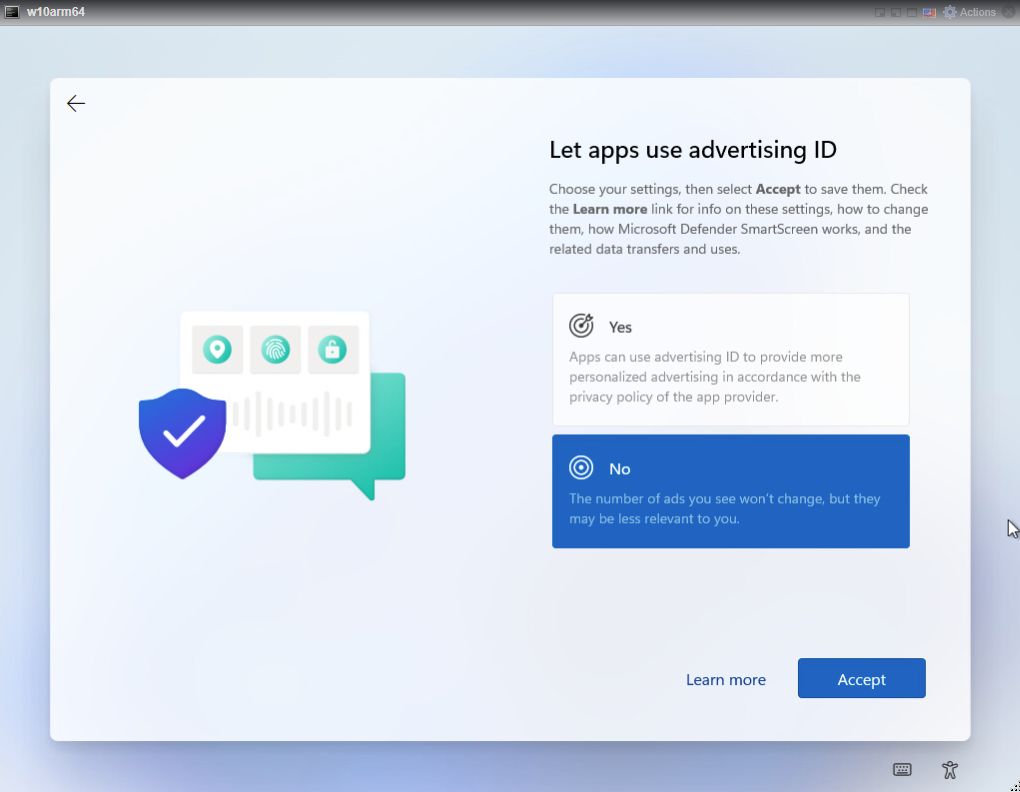 w10arm64
Actions
Let apps use advertising ID
Choose your settings, then select Accept to save them. Check
the Learn more link for info on these settings, how to change
them, how Microsoft Defender SmartScreen works, and the
related data transfers and uses.
Yes
Apps can use advertising ID to provide more
personalized advertising in accordance with the
privacy policy of the app provider.
No
The number of ads you see won't change, but they
may be less relevant to you.
Learn more
Accept